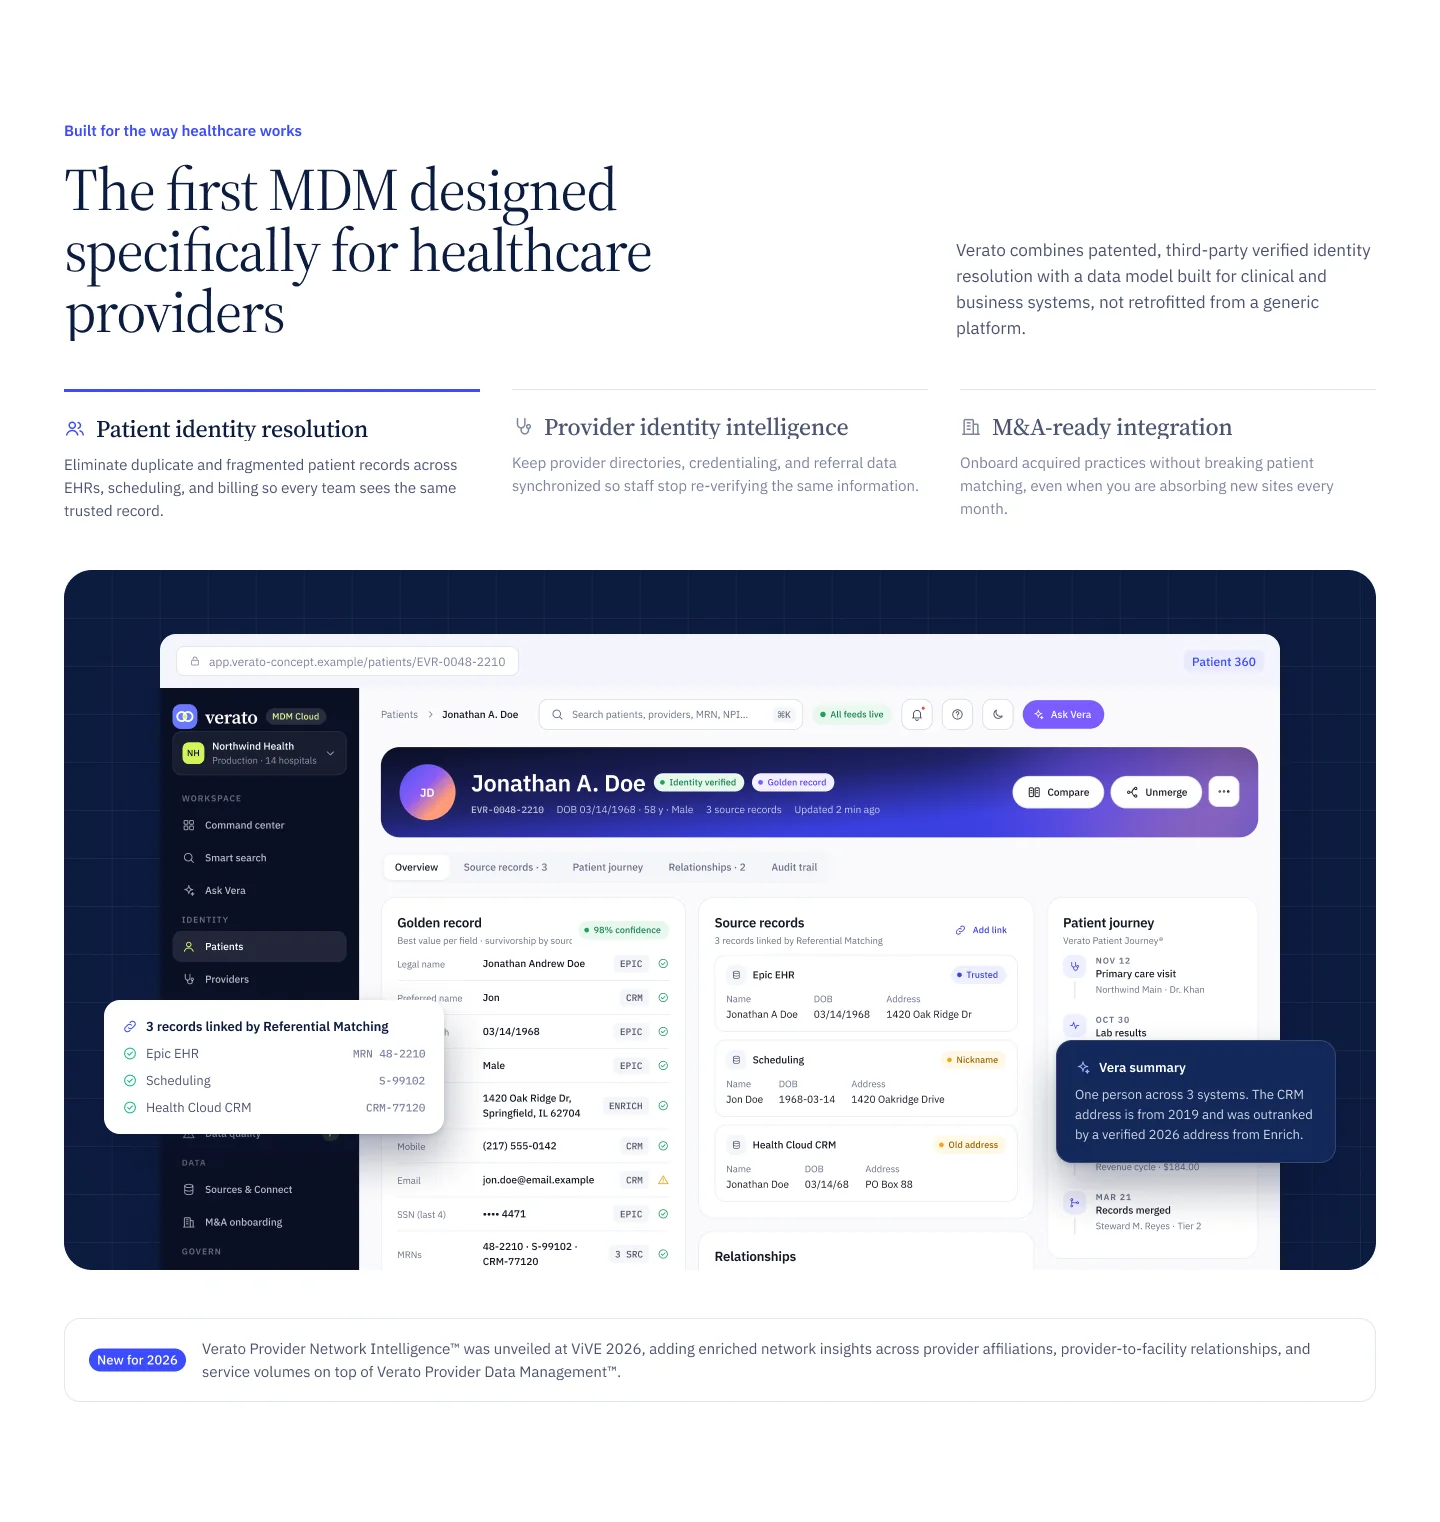 Built for the way healthcare works
The first MDM designed
specifically for healthcare
providers
Verato combines patented, third-party verified identity
resolution with a data model built for clinical and
business systems, not retrofitted from a generic
platform.
Patient identity resolution
Eliminate duplicate and fragmented patient records across
EHRs, scheduling, and billing so every team sees the same
trusted record.
Provider identity intelligence
Keep provider directories, credentialing, and referral data
synchronized so staff stop re-verifying the same information.
M&A-ready integration
Onboard acquired practices without breaking patient
matching, even when you are absorbing new sites every
month.
app.verato-concept.example/patients/EVR-0048-2210
Patient 360
verato MDM Cloud
NH Northwind Health
Production · 14 hospitals
WORKSPACE
Command center
Smart search
Ask Vera
IDENTITY
Patients
Providers
Data quality
DATA
Sources & Connect
M&A onboarding
GOVERN
Patients > Jonathan A. Doe
Search patients, providers, MRN, NPI... ⌘K
All feeds live
Ask Vera
JD
Jonathan A. Doe Identity verified Golden record
EVR-0048-2210 DOB 03/14/1968 · 58 y · Male 3 source records Updated 2 min ago
Compare
Unmerge
Overview Source records · 3 Patient journey Relationships · 2 Audit trail
Golden record
Best value per field · survivorship by sourc
98% confidence
Legal name Jonathan Andrew Doe EPIC
Preferred name Jon CRM
h 03/14/1968 EPIC
Male EPIC
1420 Oak Ridge Dr,
Springfield, IL 62704 ENRICH
Mobile (217) 555-0142 CRM
Email jon.doe@email.example CRM
SSN (last 4) •••• 4471 EPIC
MRNs 48-2210 · S-99102 ·
CRM-77120 3 SRC
3 records linked by Referential Matching
Epic EHR MRN 48-2210
Scheduling S-99102
Health Cloud CRM CRM-77120
Source records
3 records linked by Referential Matching
Add link
Epic EHR Trusted
Name DOB Address
Jonathan A Doe 03/14/1968 1420 Oak Ridge Dr
Scheduling Nickname
Name DOB Address
Jon Doe 1968-03-14 1420 Oakridge Drive
Health Cloud CRM Old address
Name DOB Address
Jonathan Doe 03/14/68 PO Box 88
Relationships
Patient journey
Verato Patient Journey®
NOV 12
Primary care visit
Northwind Main · Dr. Khan
OCT 30
Lab results
Vera summary
One person across 3 systems. The CRM
address is from 2019 and was outranked
by a verified 2026 address from Enrich.
Revenue cycle · $184.00
MAR 21
Records merged
Steward M. Reyes · Tier 2
New for 2026
Verato Provider Network Intelligence™ was unveiled at ViVE 2026, adding enriched network insights across provider affiliations, provider-to-facility relationships, and
service volumes on top of Verato Provider Data Management™.